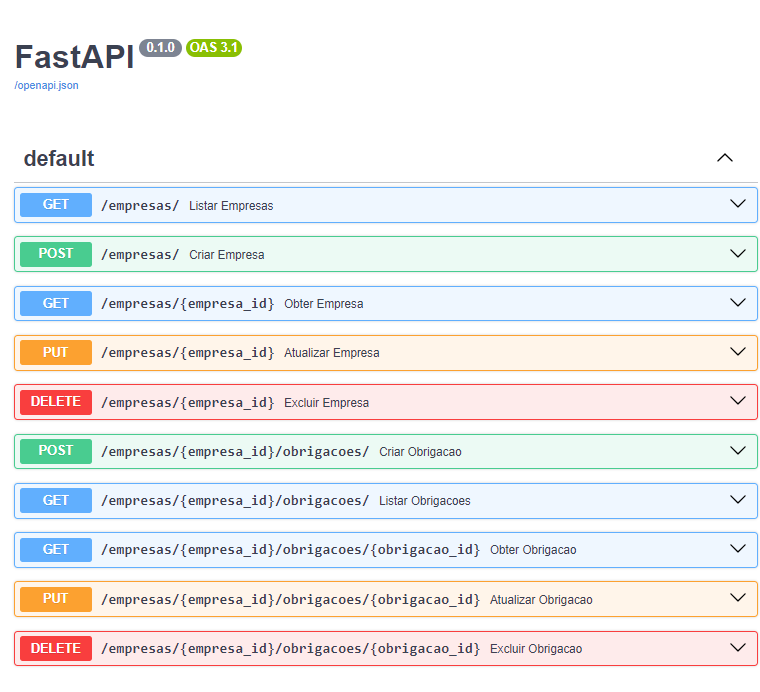 FastAPI 0.1.0 OAS 3.1
/openapi.json
default
GET /empresas/ Listar Empresas
POST /empresas/ Criar Empresa
GET /empresas/{empresa_id} Obter Empresa
PUT /empresas/{empresa_id} Atualizar Empresa
DELETE /empresas/{empresa_id} Excluir Empresa
POST /empresas/{empresa_id}/obrigacoes/ Criar Obrigacao
GET /empresas/{empresa_id}/obrigacoes/ Listar Obrigacoes
GET /empresas/{empresa_id}/obrigacoes/{obrigacao_id} Obter Obrigacao
PUT /empresas/{empresa_id}/obrigacoes/{obrigacao_id} Atualizar Obrigacao
DELETE /empresas/{empresa_id}/obrigacoes/{obrigacao_id} Excluir Obrigacao